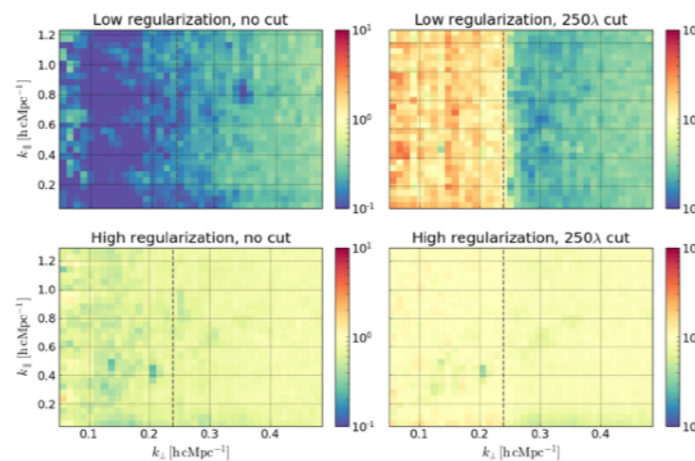 Low regularization, no cut
Low regularization, 250λ cut
k∥ [h cMpc⁻¹]
1.2
1.0
0.8
0.6
0.4
0.2
10¹
10⁰
10⁻¹
High regularization, no cut
High regularization, 250λ cut
k∥ [h cMpc⁻¹]
1.2
1.0
0.8
0.6
0.4
0.2
10¹
10⁰
10⁻¹
0.1 0.2 0.3 0.4
0.1 0.2 0.3 0.4
k⊥ [h cMpc⁻¹]
k⊥ [h cMpc⁻¹]